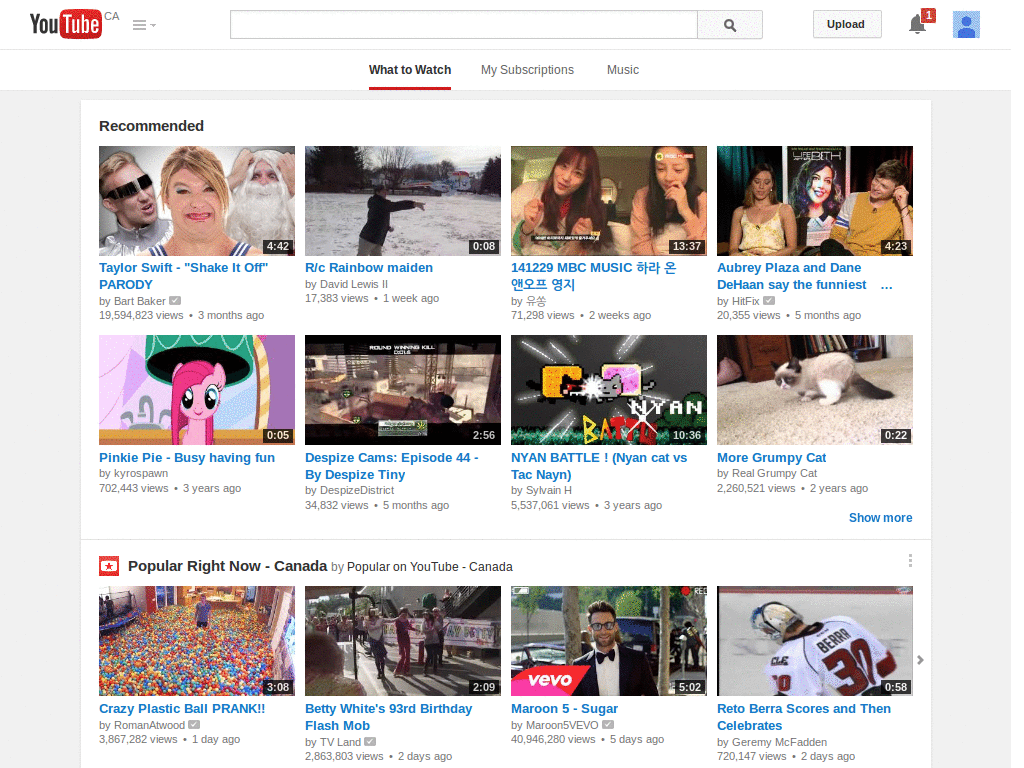 YouTube CA
Upload
1
What to Watch My Subscriptions Music
Recommended
4:42
0:08
MBC MUSIC
13:37
LIFE AFTER BETH
4:23
Taylor Swift - "Shake It Off" PARODY
by Bart Baker
19,594,823 views • 3 months ago
R/c Rainbow maiden
by David Lewis II
17,383 views • 1 week ago
141229 MBC MUSIC 하라 온
앤오프 영지
by 유쏭
71,298 views • 2 weeks ago
Aubrey Plaza and Dane
DeHaan say the funniest ...
by HitFix
20,355 views • 5 months ago
0:05
ROUND WINNING KILL
2:56
NYAN
BATTLE
10:36
0:22
Pinkie Pie - Busy having fun
by kyrospawn
702,443 views • 3 years ago
Despize Cams: Episode 44 -
By Despize Tiny
by DespizeDistrict
34,832 views • 5 months ago
NYAN BATTLE ! (Nyan cat vs
Tac Nayn)
by Sylvain H
5,537,061 views • 3 years ago
More Grumpy Cat
by Real Grumpy Cat
2,260,521 views • 2 years ago
Show more
Popular Right Now - Canada by Popular on YouTube - Canada
3:08
2:09
REC
vevo
5:02
BERRA
30
0:58
Crazy Plastic Ball PRANK!!
by RomanAtwood
3,867,282 views • 1 day ago
Betty White's 93rd Birthday
Flash Mob
by TV Land
2,863,803 views • 2 days ago
Maroon 5 - Sugar
by Maroon5VEVO
40,946,280 views • 5 days ago
Reto Berra Scores and Then
Celebrates
by Geremy McFadden
720,147 views • 2 days ago